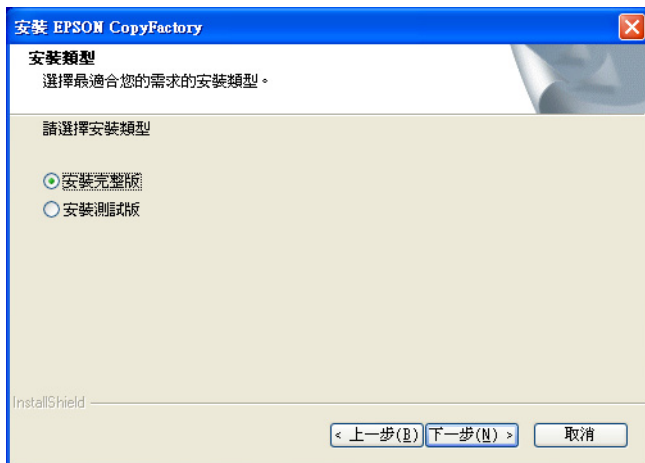 安裝 EPSON CopyFactory
安裝類型
選擇最適合您的需求的安裝類型。
請選擇安裝類型
安裝完整版
安裝測試版
InstallShield
< 上一步(B) 下一步(N) > 取消